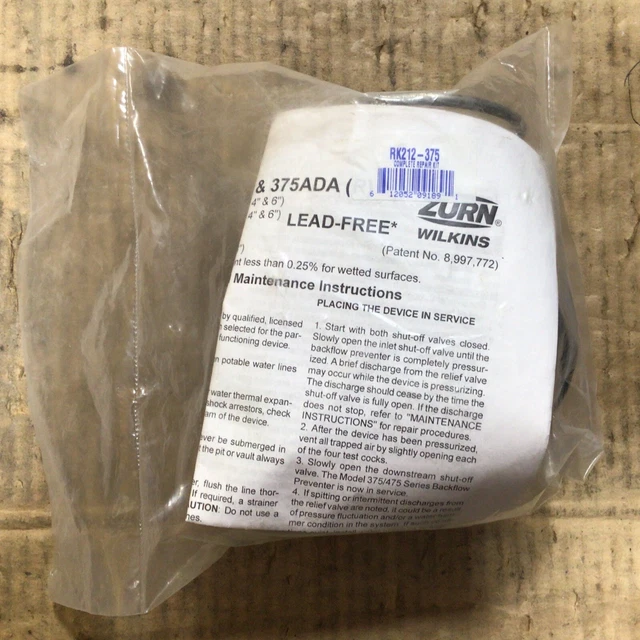 RK212-375
COMPLETE REPAIR KIT
6 12052 09189 1
& 375ADA (
4" & 6")
4" & 6")
LEAD-FREE*
ZURN®
WILKINS
(Patent No. 8,997,772)
")
nt less than 0.25% for wetted surfaces.
Maintenance Instructions
PLACING THE DEVICE IN SERVICE
by qualified, licensed
n selected for the par-
functioning device.
n potable water lines
water thermal expan-
shock arrestors, check
am of the device.
ver be submerged in
the pit or vault always
er, flush the line thor-
If required, a strainer
CAUTION: Do not use a
nes.
1. Start with both shut-off valves closed.
Slowly open the inlet shut-off valve until the
backflow preventer is completely pressur-
ized. A brief discharge from the relief valve
may occur while the device is pressurizing.
The discharge should cease by the time the
shut-off valve is fully open. If the discharge
does not stop, refer to "MAINTENANCE
INSTRUCTIONS" for repair procedures.
2. After the device has been pressurized,
vent all trapped air by slightly opening each
of the four test cocks.
3. Slowly open the downstream shut-off
valve. The Model 375/475 Series Backflow
Preventer is now in service.
4. If spitting or intermittent discharges from
the relief valve are noted, it could be a result
of pressure fluctuation and/or a water
mer condition in the system. If